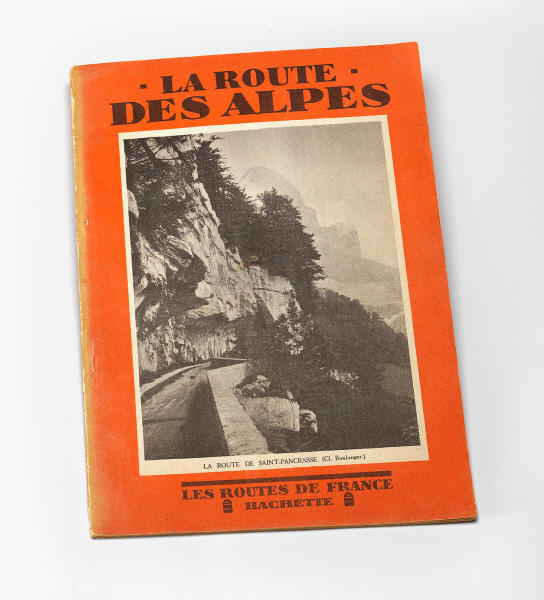 - LA ROUTE -
DES ALPES
LA ROUTE DE SAINT-PANCRASSE (Cl. Boulanger.)
LES ROUTES DE FRANCE
HACHETTE